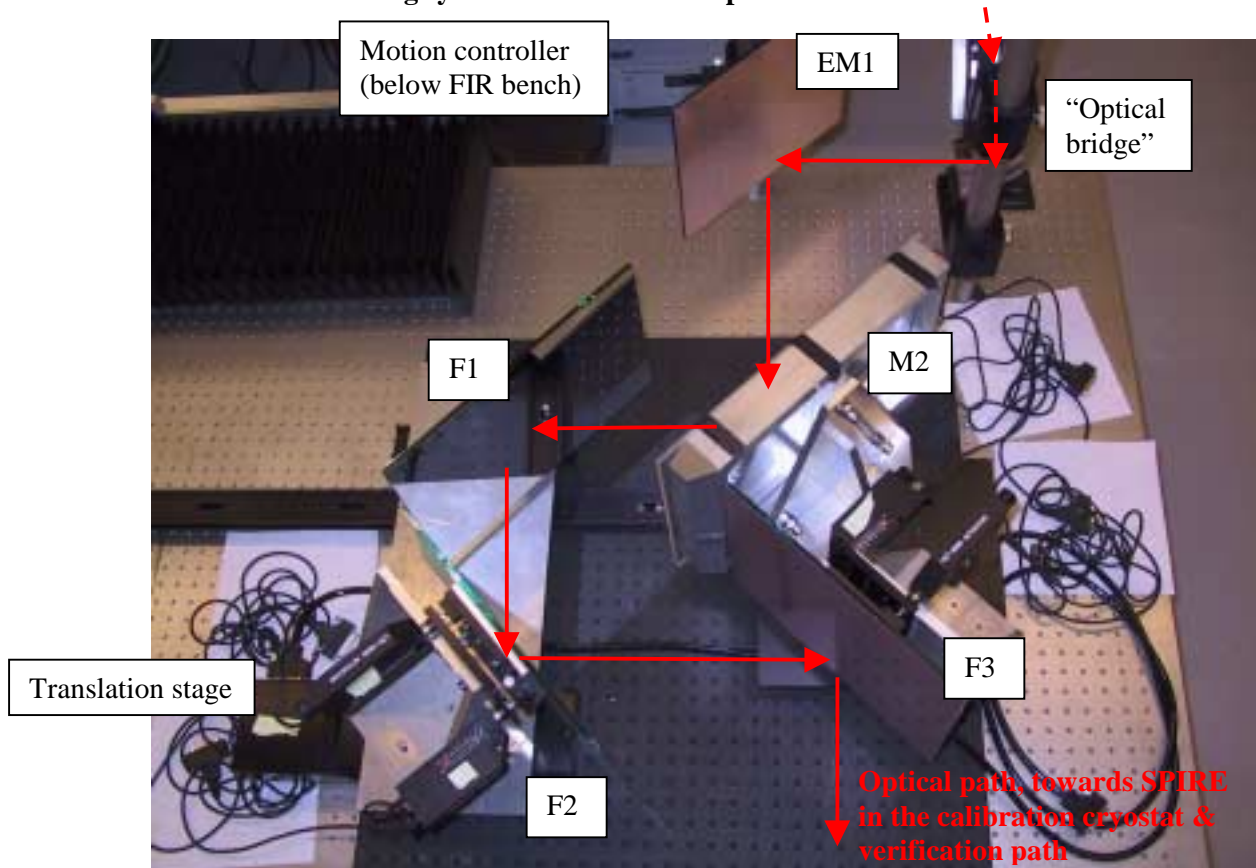 Motion controller
(below FIR bench)
EM1
“Optical
bridge”
F1
M2
Translation stage
F3
F2
Optical path, towards SPIRE
in the calibration cryostat &
verification path